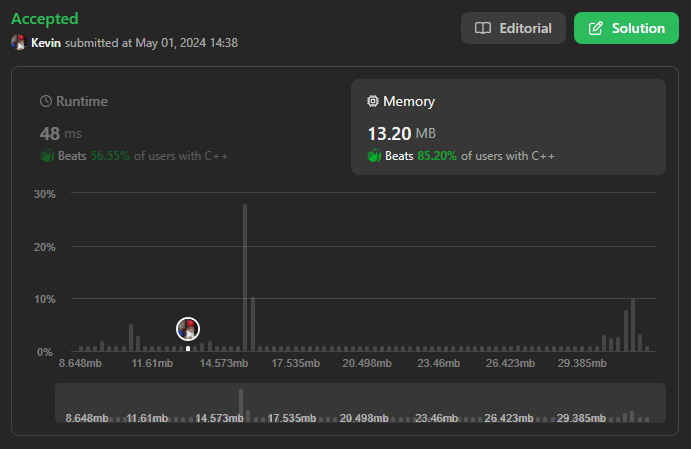 Accepted
Kevin submitted at May 01, 2024 14:38
Editorial
Solution
Runtime
48 ms
Beats 56.55% of users with C++
Memory
13.20 MB
Beats 85.20% of users with C++
30%
20%
10%
0%
8.648mb 11.61mb 14.573mb 17.535mb 20.498mb 23.46mb 26.423mb 29.385mb
8.648mb 11.61mb 14.573mb 17.535mb 20.498mb 23.46mb 26.423mb 29.385mb